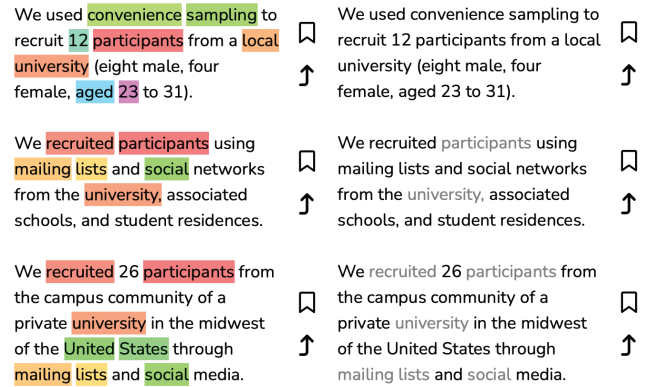 We used convenience sampling to
recruit 12 participants from a local
university (eight male, four
female, aged 23 to 31).
We recruited participants using
mailing lists and social networks
from the university, associated
schools, and student residences.
We recruited 26 participants from
the campus community of a
private university in the midwest
of the United States through
mailing lists and social media.
We used convenience sampling to
recruit 12 participants from a local
university (eight male, four
female, aged 23 to 31).
We recruited participants using
mailing lists and social networks
from the university, associated
schools, and student residences.
We recruited 26 participants from
the campus community of a
private university in the midwest
of the United States through
mailing lists and social media.